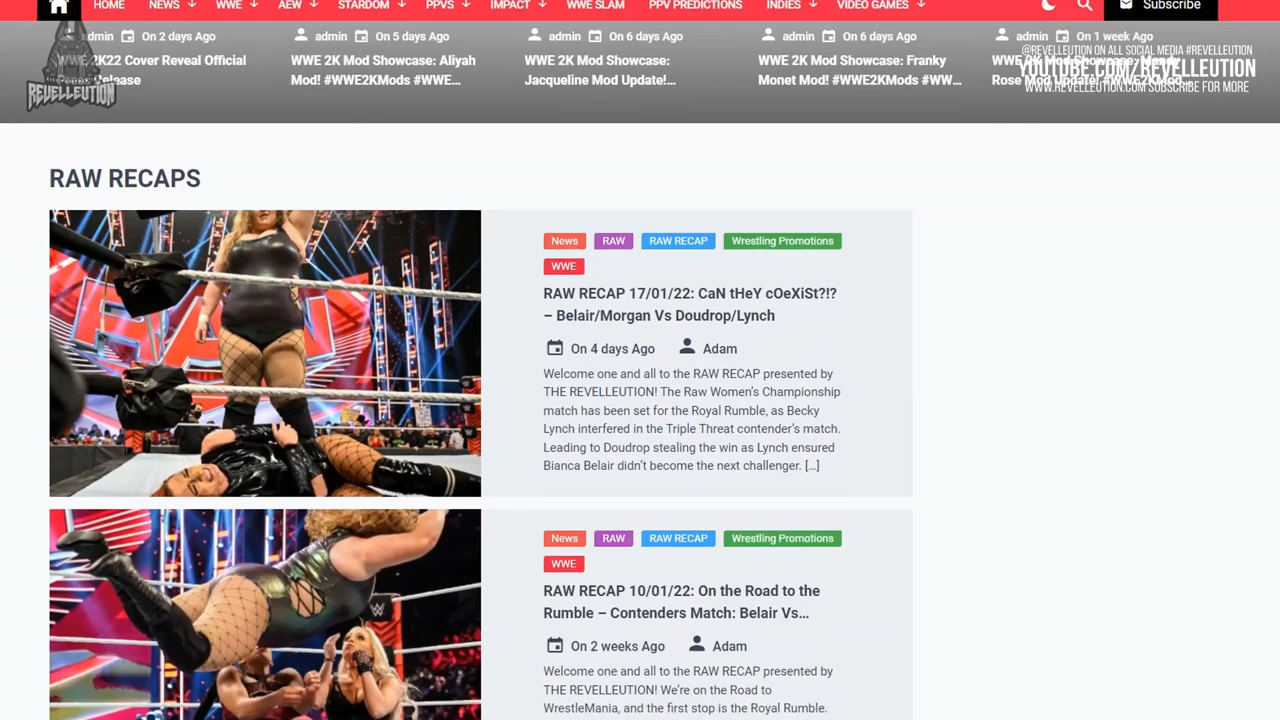 HOME NEWS WWE AEW STARDOM PPVS IMPACT WWE SLAM PPV PREDICTIONS INDIES VIDEO GAMES Subscribe
admin On 2 days Ago admin On 5 days Ago admin On 6 days Ago admin On 6 days Ago admin On 1 week Ago
@REVELLEUTION ON ALL SOCIAL MEDIA #REVELLEUTION
YOUTUBE.COM/REVELLEUTION
WWW.REVELLEUTION.COM SUBSCRIBE FOR MORE
WWE 2K22 Cover Reveal Official
Release
WWE 2K Mod Showcase: Aliyah
Mod! #WWE2KMods #WWE...
WWE 2K Mod Showcase:
Jacqueline Mod Update!...
WWE 2K Mod Showcase: Franky
Monet Mod! #WWE2KMods #WW...
WWE 2K Mod Showcase: Mandy
Rose Mod Update! #WWE2KMod...
REVELLEUTION
RAW RECAPS
News RAW RAW RECAP Wrestling Promotions
WWE
RAW RECAP 17/01/22: CaN tHeY cOeXiSt?!?
– Belair/Morgan Vs Doudrop/Lynch
On 4 days Ago Adam
Welcome one and all to the RAW RECAP presented by
THE REVELLEUTION! The Raw Women's Championship
match has been set for the Royal Rumble, as Becky
Lynch interfered in the Triple Threat contender's match.
Leading to Doudrop stealing the win as Lynch ensured
Bianca Belair didn't become the next challenger. […]
News RAW RAW RECAP Wrestling Promotions
WWE
RAW RECAP 10/01/22: On the Road to the
Rumble – Contenders Match: Belair Vs...
On 2 weeks Ago Adam
Welcome one and all to the RAW RECAP presented by
THE REVELLEUTION! We're on the Road to
WrestleMania, and the first stop is the Royal Rumble.